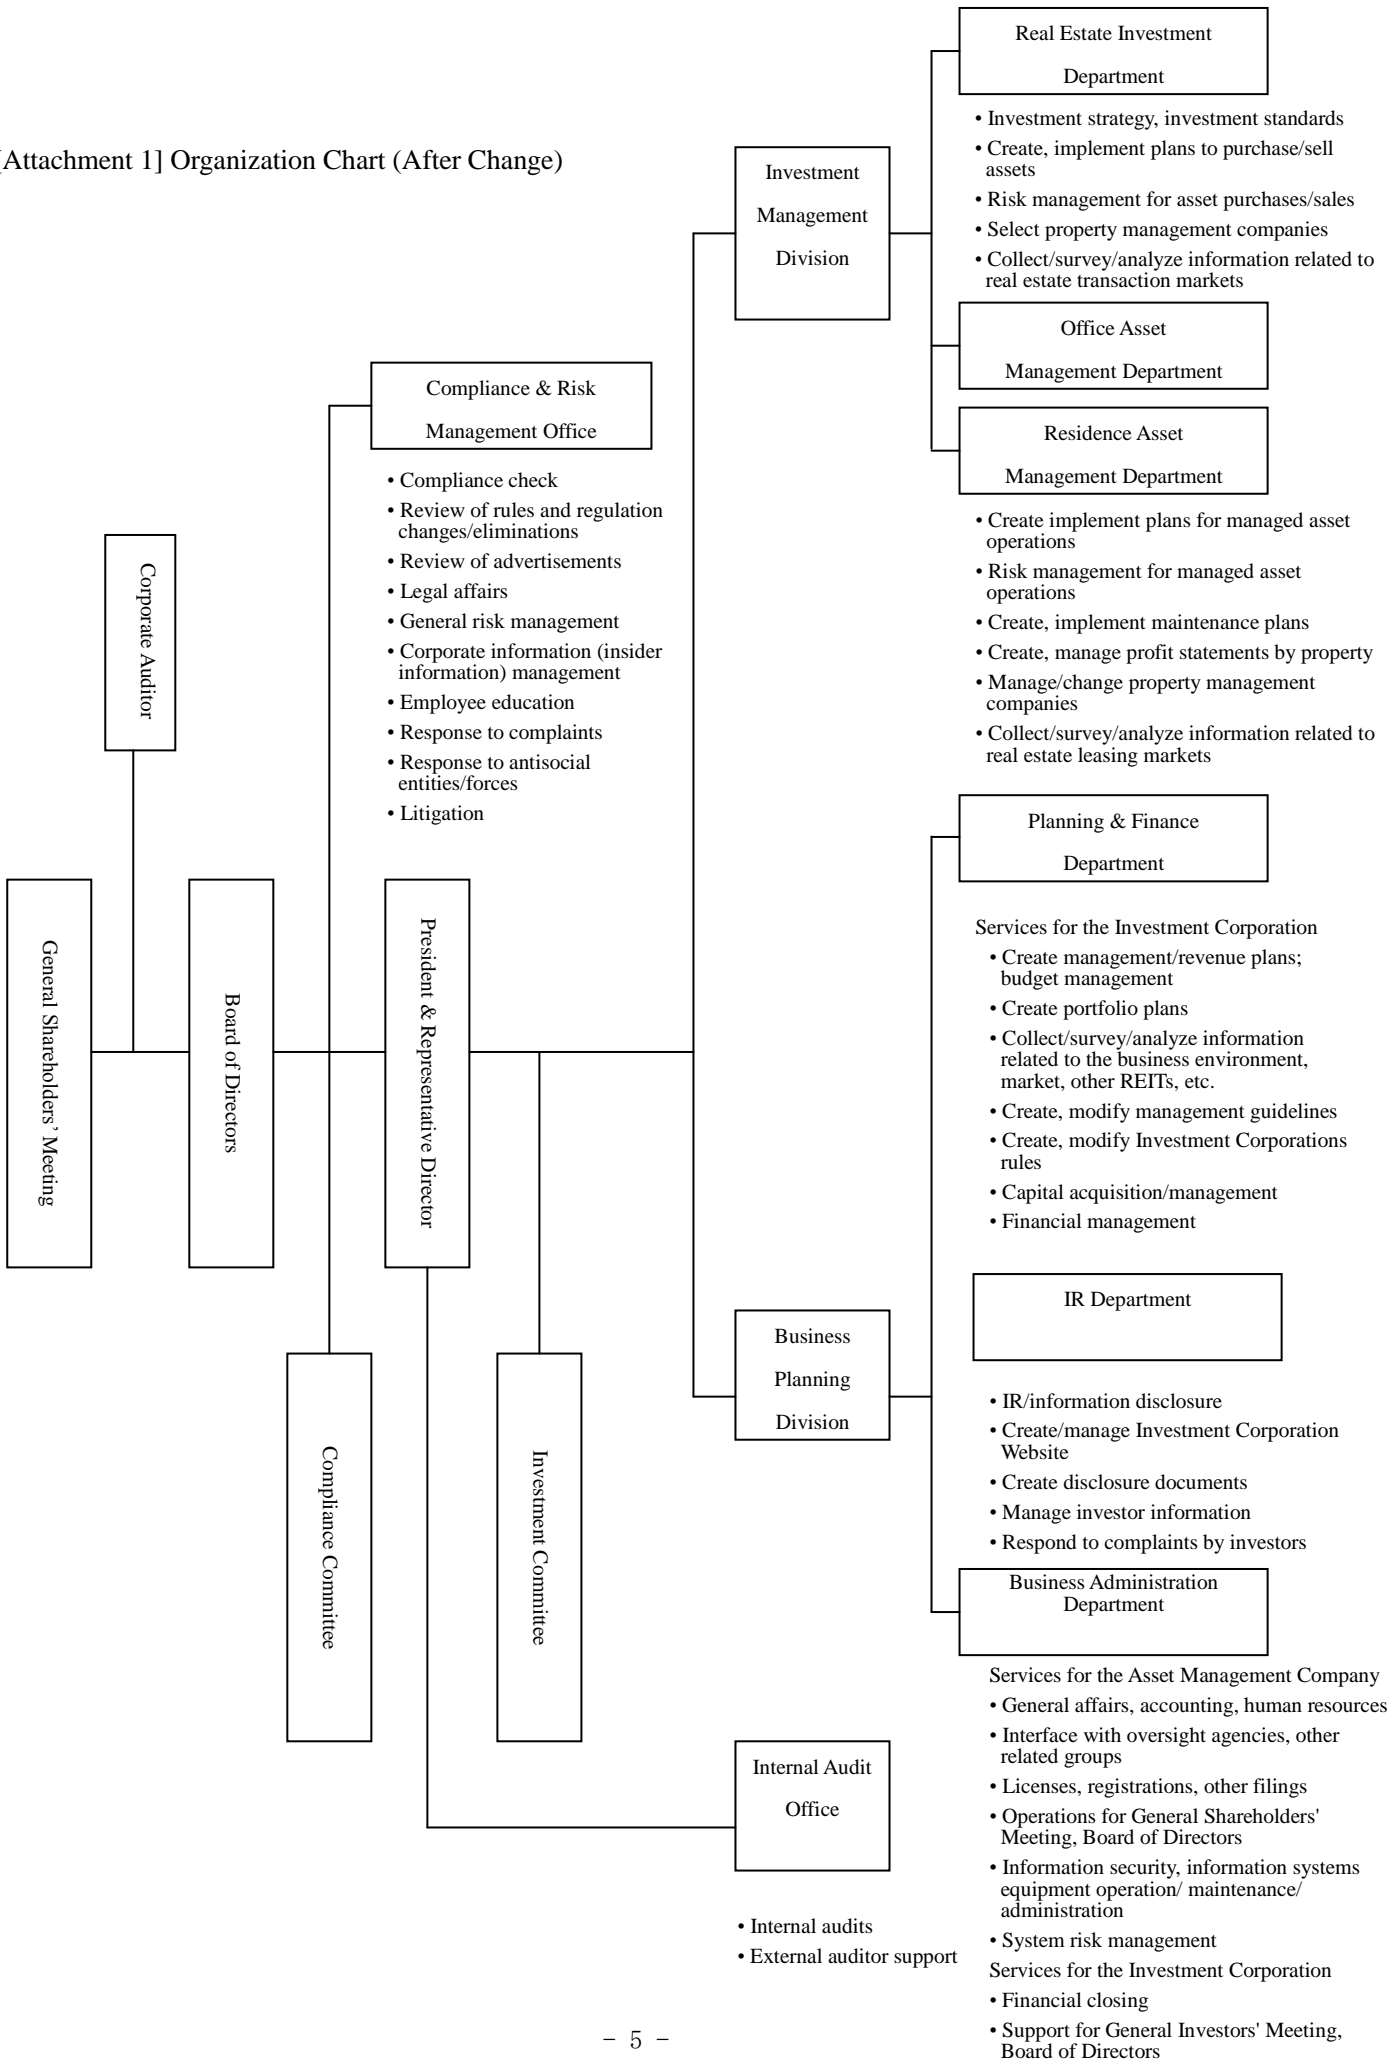 [Attachment 1] Organization Chart (After Change)
General Shareholders' Meeting
Corporate Auditor
Board of Directors
Compliance & Risk
Management Office
• Compliance check
• Review of rules and regulation
changes/eliminations
• Review of advertisements
• Legal affairs
• General risk management
• Corporate information (insider
information) management
• Employee education
• Response to complaints
• Response to antisocial
entities/forces
• Litigation
Compliance Committee
President & Representative Director
Investment Committee
Investment
Management
Division
Real Estate Investment
Department
• Investment strategy, investment standards
• Create, implement plans to purchase/sell
assets
• Risk management for asset purchases/sales
• Select property management companies
• Collect/survey/analyze information related to
real estate transaction markets
Office Asset
Management Department
Residence Asset
Management Department
• Create implement plans for managed asset
operations
• Risk management for managed asset
operations
• Create, implement maintenance plans
• Create, manage profit statements by property
• Manage/change property management
companies
• Collect/survey/analyze information related to
real estate leasing markets
Business
Planning
Division
Planning & Finance
Department
Services for the Investment Corporation
• Create management/revenue plans;
budget management
• Create portfolio plans
• Collect/survey/analyze information
related to the business environment,
market, other REITs, etc.
• Create, modify management guidelines
• Create, modify Investment Corporations
rules
• Capital acquisition/management
• Financial management
IR Department
• IR/information disclosure
• Create/manage Investment Corporation
Website
• Create disclosure documents
• Manage investor information
• Respond to complaints by investors
Business Administration
Department
Services for the Asset Management Company
• General affairs, accounting, human resources
• Interface with oversight agencies, other
related groups
• Licenses, registrations, other filings
• Operations for General Shareholders'
Meeting, Board of Directors
• Information security, information systems
equipment operation/ maintenance/
administration
• System risk management
Services for the Investment Corporation
• Financial closing
• Support for General Investors' Meeting,
Board of Directors
Internal Audit
Office
• Internal audits
• External auditor support
- 5 -